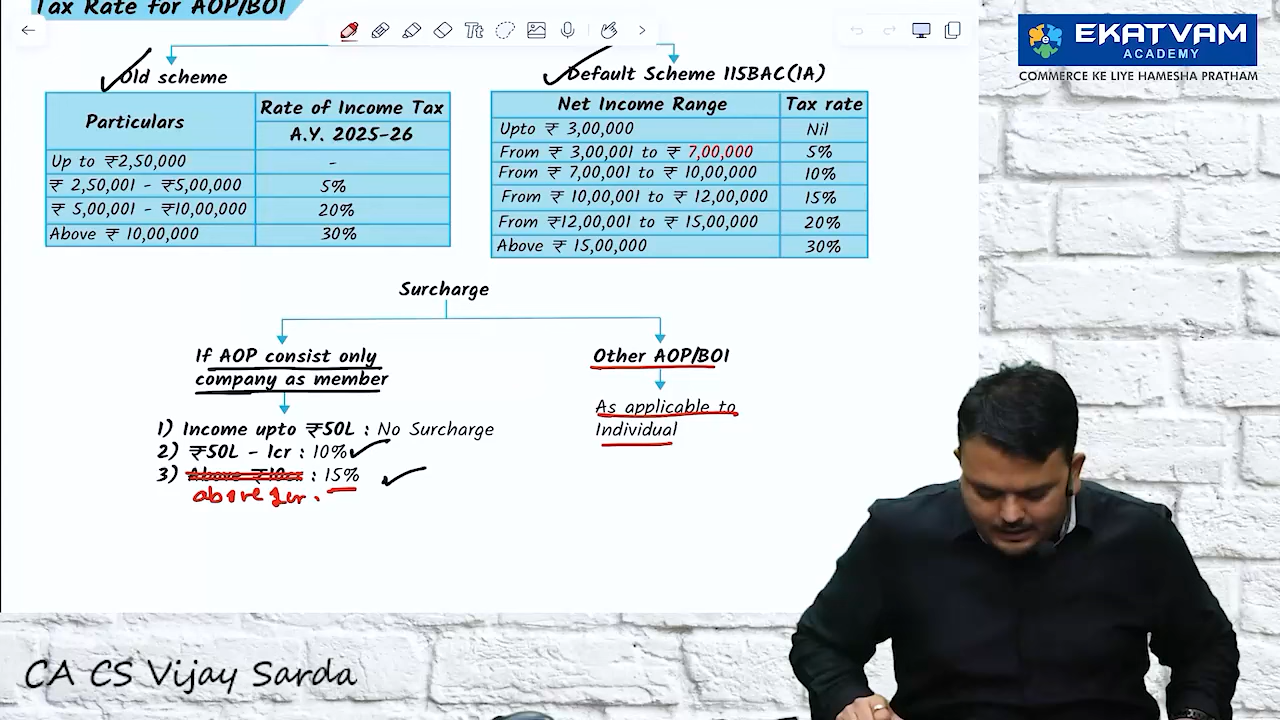 Tax Rate for AOP/BOI
EKATVAM
ACADEMY
COMMERCE KE LIYE HAMESHA PRATHAM
Tt
Old scheme
Particulars
Rate of Income Tax
A.Y. 2025-26
Up to ₹2,50,000 -
₹ 2,50,001 - ₹5,00,000 5%
₹ 5,00,001 - ₹10,00,000 20%
Above ₹ 10,00,000 30%
Default Scheme 115BAC(1A)
Net Income Range Tax rate
Upto ₹ 3,00,000 Nil
From ₹ 3,00,001 to ₹ 7,00,000 5%
From ₹ 7,00,001 to ₹ 10,00,000 10%
From ₹ 10,00,001 to ₹ 12,00,000 15%
From ₹12,00,001 to ₹ 15,00,000 20%
Above ₹ 15,00,000 30%
Surcharge
If AOP consist only
company as member
1) Income upto ₹50L : No Surcharge
2) ₹50L - 1cr : 10%
3) Above ₹10cr : 15%
above 1cr.
Other AOP/BOI
As applicable to
Individual
CA CS Vijay Sarda